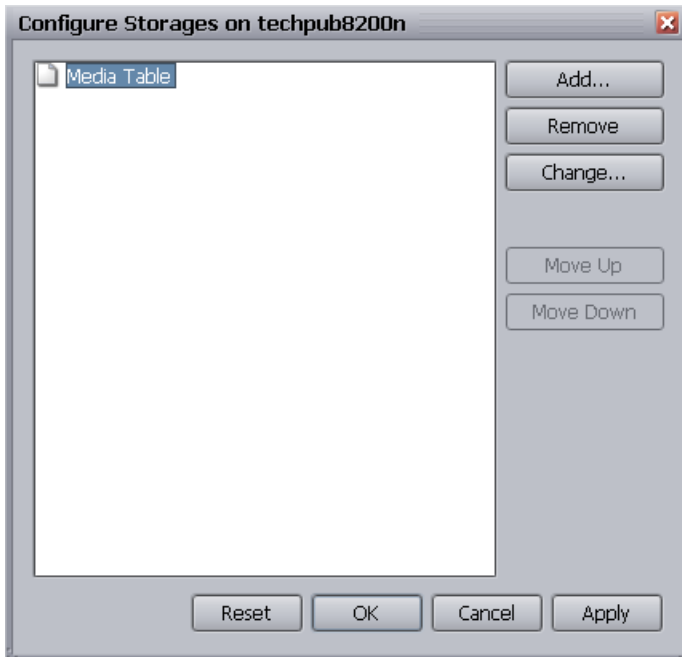 Configure Storages on techpub8200n
Media Table
Add...
Remove
Change...
Move Up
Move Down
Reset
OK
Cancel
Apply